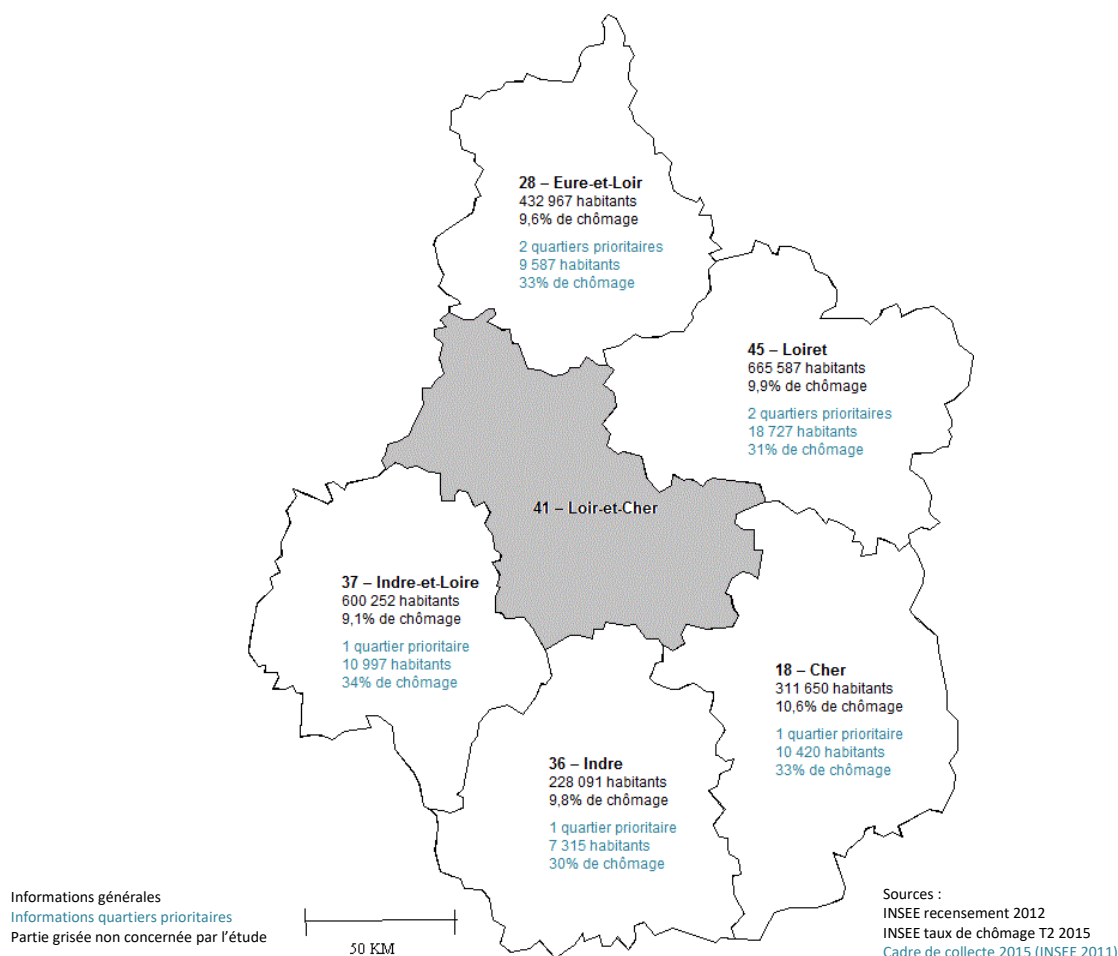 28 – Eure-et-Loir
432 967 habitants
9,6% de chômage
2 quartiers prioritaires
9 587 habitants
33% de chômage
45 – Loiret
665 587 habitants
9,9% de chômage
2 quartiers prioritaires
18 727 habitants
31% de chômage
41 – Loir-et-Cher
37 – Indre-et-Loire
600 252 habitants
9,1% de chômage
1 quartier prioritaire
10 997 habitants
34% de chômage
18 – Cher
311 650 habitants
10,6% de chômage
1 quartier prioritaire
10 420 habitants
33% de chômage
36 – Indre
228 091 habitants
9,8% de chômage
1 quartier prioritaire
7 315 habitants
30% de chômage
Informations générales
Informations quartiers prioritaires
Partie grisée non concernée par l’étude
50 KM
Sources :
INSEE recensement 2012
INSEE taux de chômage T2 2015
Cadre de collecte 2015 (INSEE 2011)